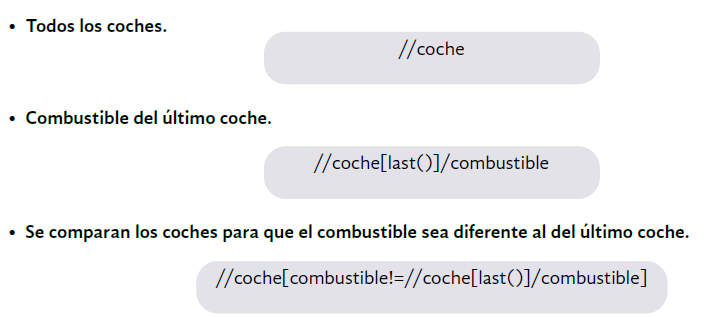 • Todos los coches.
//coche
• Combustible del último coche.
//coche[last()]/combustible
• Se comparan los coches para que el combustible sea diferente al del último coche.
//coche[combustible!=//coche[last()]/combustible]